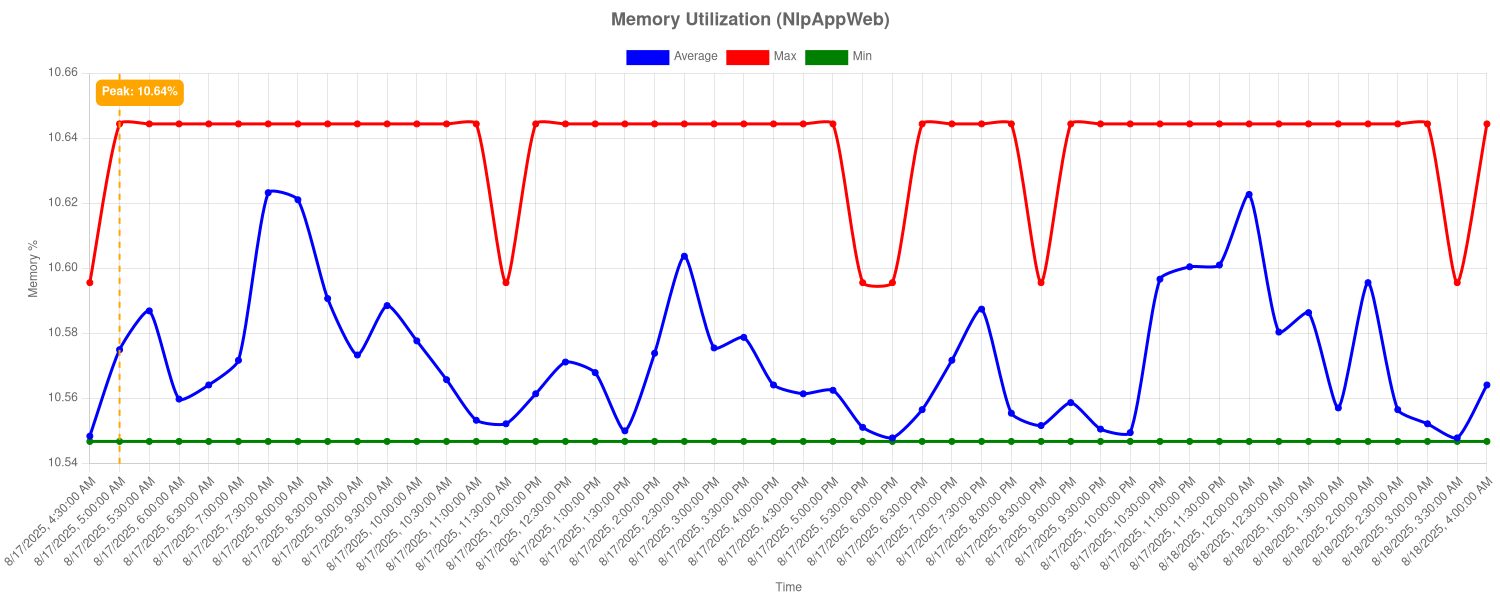 Memory Utilization (NlpAppWeb)
Average Max Min
10.66
Peak: 10.64%
10.64
10.62
10.60
10.58
10.56
10.54
Memory %
8/17/2025, 4:30:00 AM
8/17/2025, 5:00:00 AM
8/17/2025, 5:30:00 AM
8/17/2025, 6:00:00 AM
8/17/2025, 6:30:00 AM
8/17/2025, 7:00:00 AM
8/17/2025, 7:30:00 AM
8/17/2025, 8:00:00 AM
8/17/2025, 8:30:00 AM
8/17/2025, 9:00:00 AM
8/17/2025, 9:30:00 AM
8/17/2025, 10:00:00 AM
8/17/2025, 10:30:00 AM
8/17/2025, 11:00:00 AM
8/17/2025, 11:30:00 AM
8/17/2025, 12:00:00 PM
8/17/2025, 12:30:00 PM
8/17/2025, 1:00:00 PM
8/17/2025, 1:30:00 PM
8/17/2025, 2:00:00 PM
8/17/2025, 2:30:00 PM
8/17/2025, 3:00:00 PM
8/17/2025, 3:30:00 PM
8/17/2025, 4:00:00 PM
8/17/2025, 4:30:00 PM
8/17/2025, 5:00:00 PM
8/17/2025, 5:30:00 PM
8/17/2025, 6:00:00 PM
8/17/2025, 6:30:00 PM
8/17/2025, 7:00:00 PM
8/17/2025, 7:30:00 PM
8/17/2025, 8:00:00 PM
8/17/2025, 8:30:00 PM
8/17/2025, 9:00:00 PM
8/17/2025, 9:30:00 PM
8/17/2025, 10:00:00 PM
8/17/2025, 10:30:00 PM
8/17/2025, 11:00:00 PM
8/17/2025, 11:30:00 PM
8/18/2025, 12:00:00 AM
8/18/2025, 12:30:00 AM
8/18/2025, 1:00:00 AM
8/18/2025, 1:30:00 AM
8/18/2025, 2:00:00 AM
8/18/2025, 2:30:00 AM
8/18/2025, 3:00:00 AM
8/18/2025, 3:30:00 AM
8/18/2025, 4:00:00 AM
Time